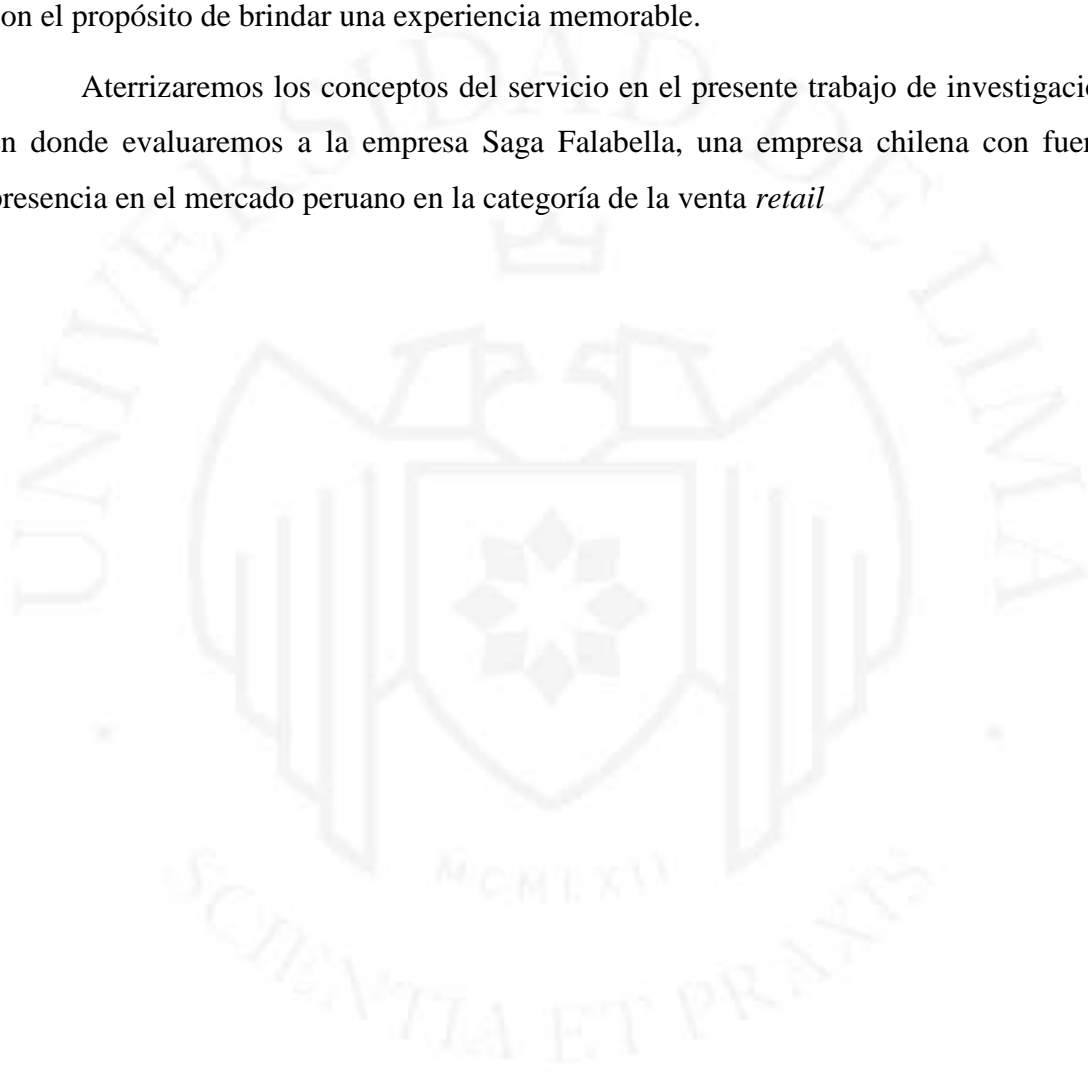 on el propósito de brindar una experiencia memorable.
Aterrizaremos los conceptos del servicio en el presente trabajo de investigació
n donde evaluaremos a la empresa Saga Falabella, una empresa chilena con fuer
presencia en el mercado peruano en la categoría de la venta retail
UNIVERSIDAD DE LIMA
MCMLXII
SCIENTIA ET PRAXIS